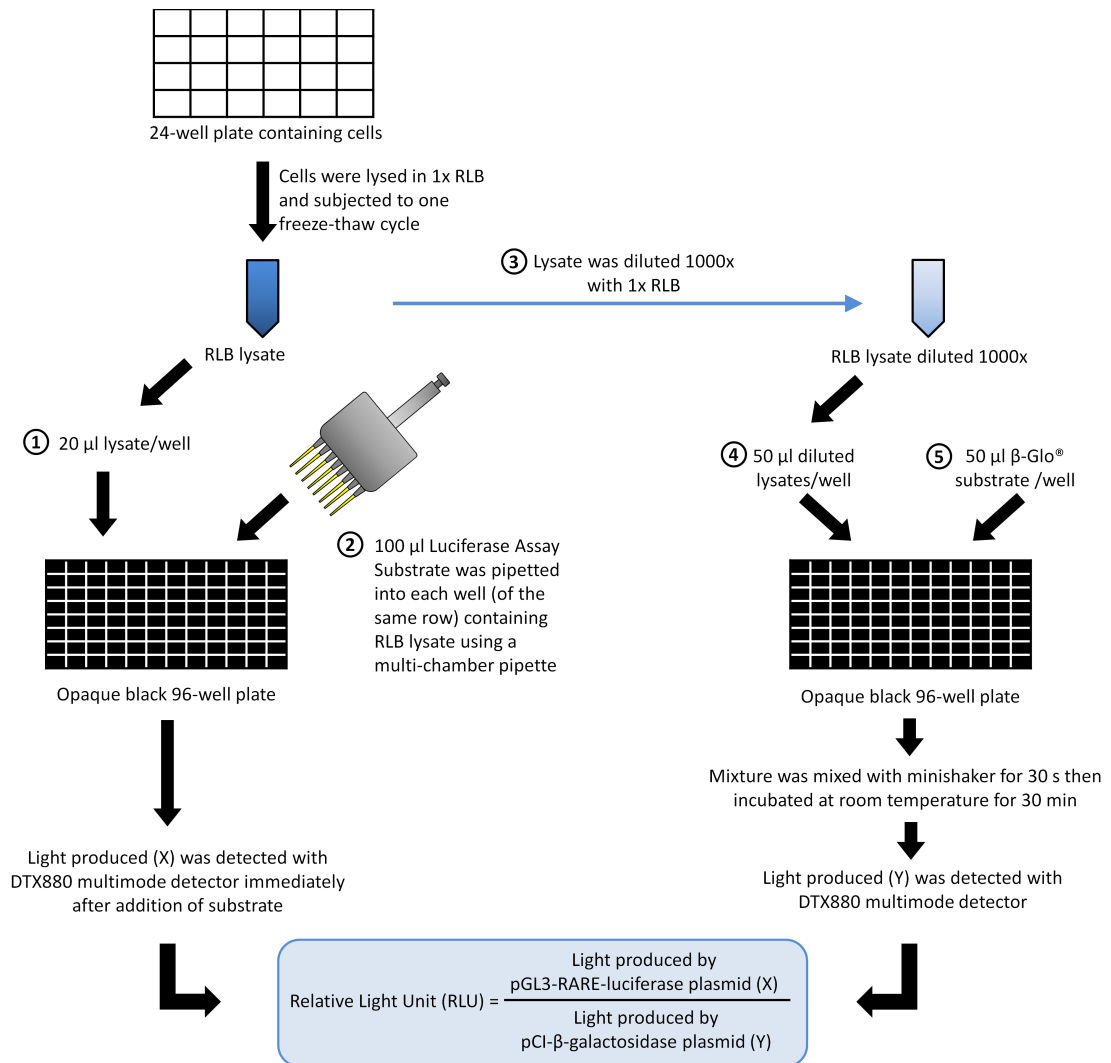 24-well plate containing cells
Cells were lysed in 1x RLB
and subjected to one
freeze-thaw cycle
3 Lysate was diluted 1000x
with 1x RLB
RLB lysate
RLB lysate diluted 1000x
1 20 µl lysate/well
2 100 µl Luciferase Assay
Substrate was pipetted
into each well (of the
same row) containing
RLB lysate using a
multi-chamber pipette
4 50 µl diluted
lysates/well
5 50 µl β-Glo®
substrate /well
Opaque black 96-well plate
Opaque black 96-well plate
Mixture was mixed with minishaker for 30 s then
incubated at room temperature for 30 min
Light produced (X) was detected with
DTX880 multimode detector immediately
after addition of substrate
Light produced (Y) was detected with
DTX880 multimode detector
Relative Light Unit (RLU) =
Light produced by
pGL3-RARE-luciferase plasmid (X)
Light produced by
pCI-β-galactosidase plasmid (Y)